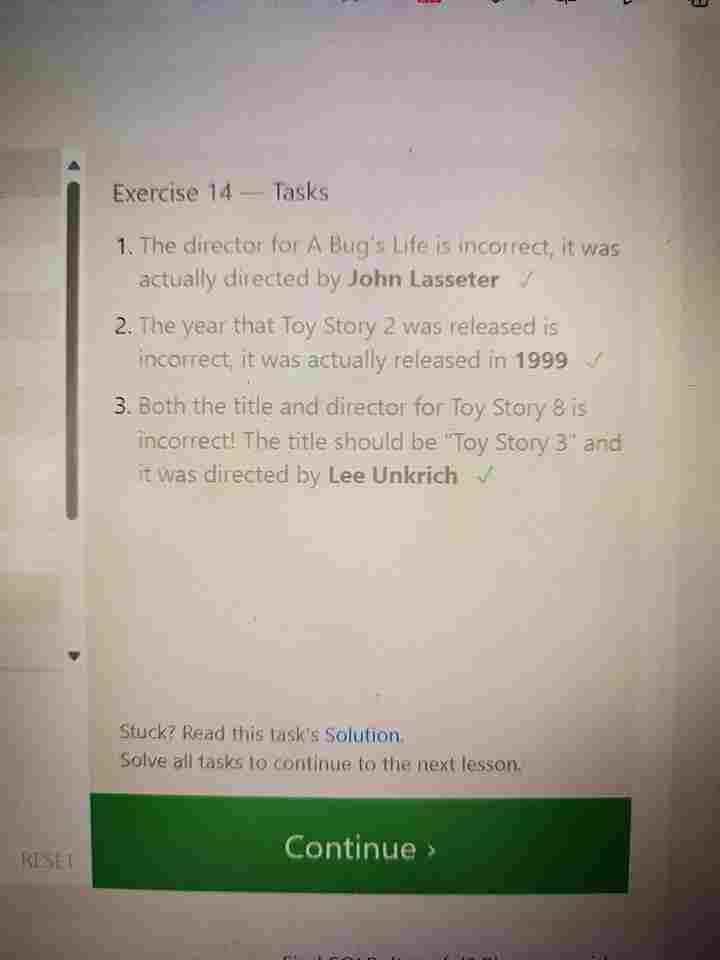 Exercise 14 — Tasks
1. The director for A Bug's Life is incorrect, it was
actually directed by John Lasseter ✓
2. The year that Toy Story 2 was released is
incorrect, it was actually released in 1999 ✓
3. Both the title and director for Toy Story 8 is
incorrect! The title should be "Toy Story 3" and
it was directed by Lee Unkrich ✓
Stuck? Read this task's Solution.
Solve all tasks to continue to the next lesson.
RESET
Continue ›